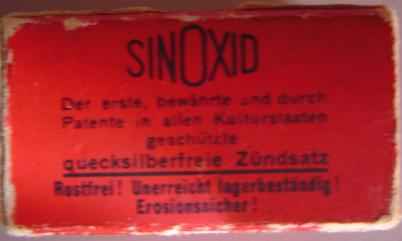 SINOXID
Der erste, bewährte und durch
Patente in allen Kulturstaaten
geschützte
quecksilberfreie Zündsatz
Rostfrei! Unerreicht lagerbeständig!
Erosionssicher!